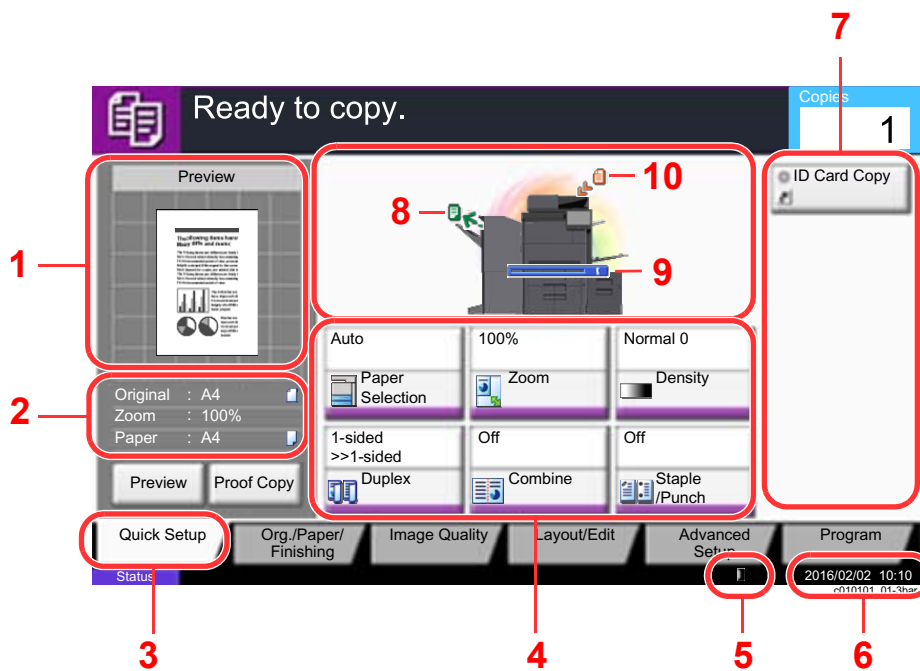 7
Ready to copy.
Copies
1
Preview
10
8
9
1
ID Card Copy
Original : A4
Zoom : 100%
Paper : A4
2
Auto
100%
Normal 0
Paper
Selection
Zoom
Density
1-sided
>>1-sided
Off
Off
Duplex
Combine
Staple
/Punch
Preview
Proof Copy
Quick Setup
Org./Paper/
Finishing
Image Quality
Layout/Edit
Advanced
Setup
Program
Status
2016/02/02 10:10
c010101_01-3bar
3
4
5
6